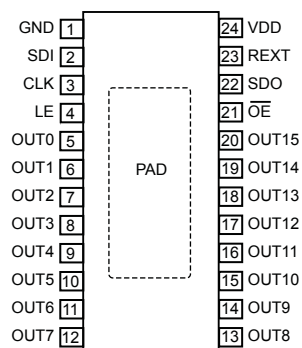 GND 1 24 VDD
SDI 2 23 REXT
CLK 3 22 SDO
LE 4 21 OE
OUT0 5 20 OUT15
OUT1 6 PAD 19 OUT14
OUT2 7 18 OUT13
OUT3 8 17 OUT12
OUT4 9 16 OUT11
OUT5 10 15 OUT10
OUT6 11 14 OUT9
OUT7 12 13 OUT8